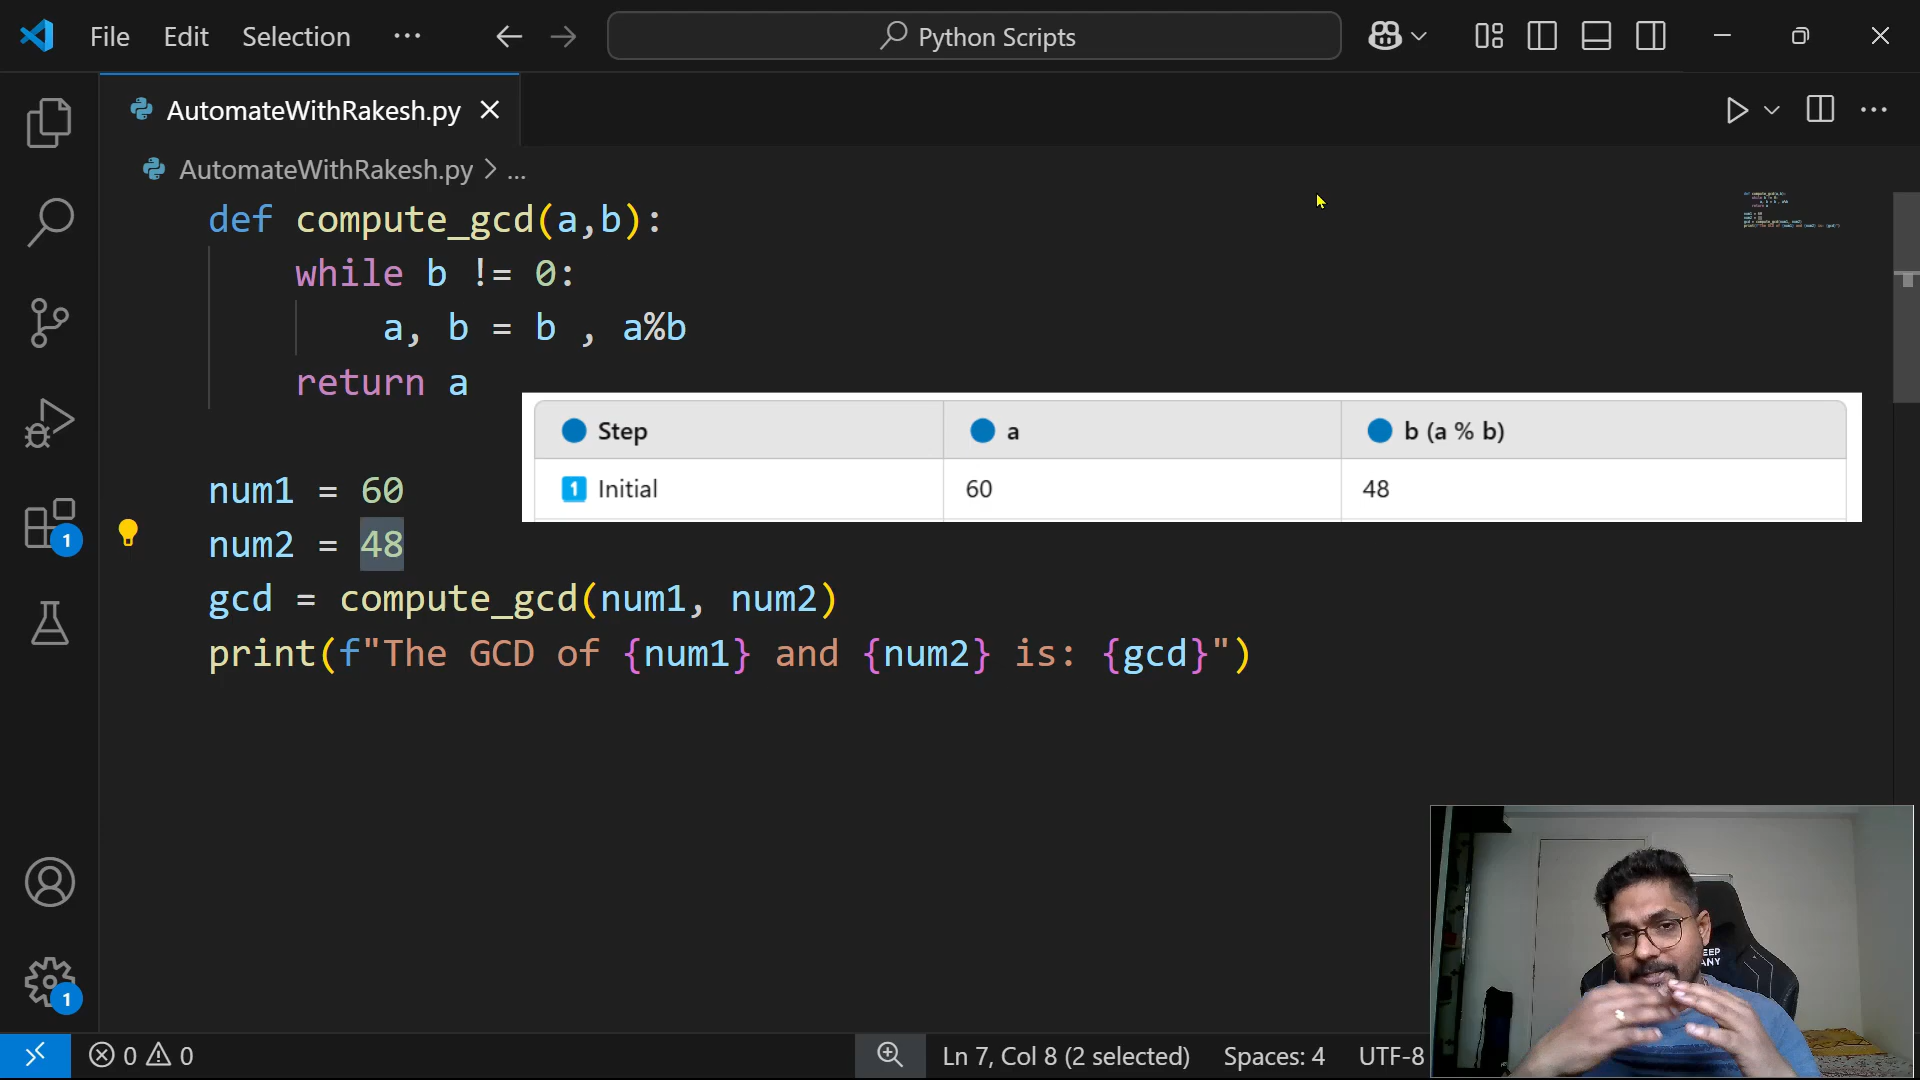 File Edit Selection ··· Python Scripts
AutomateWithRakesh.py
AutomateWithRakesh.py > ...
def compute_gcd(a,b):
while b != 0:
a, b = b , a%b
return a
Step a b (a % b)
1 Initial 60 48
num1 = 60
num2 = 48
gcd = compute_gcd(num1, num2)
print(f"The GCD of {num1} and {num2} is: {gcd}")
1
1
0 0 Ln 7, Col 8 (2 selected) Spaces: 4 UTF-8